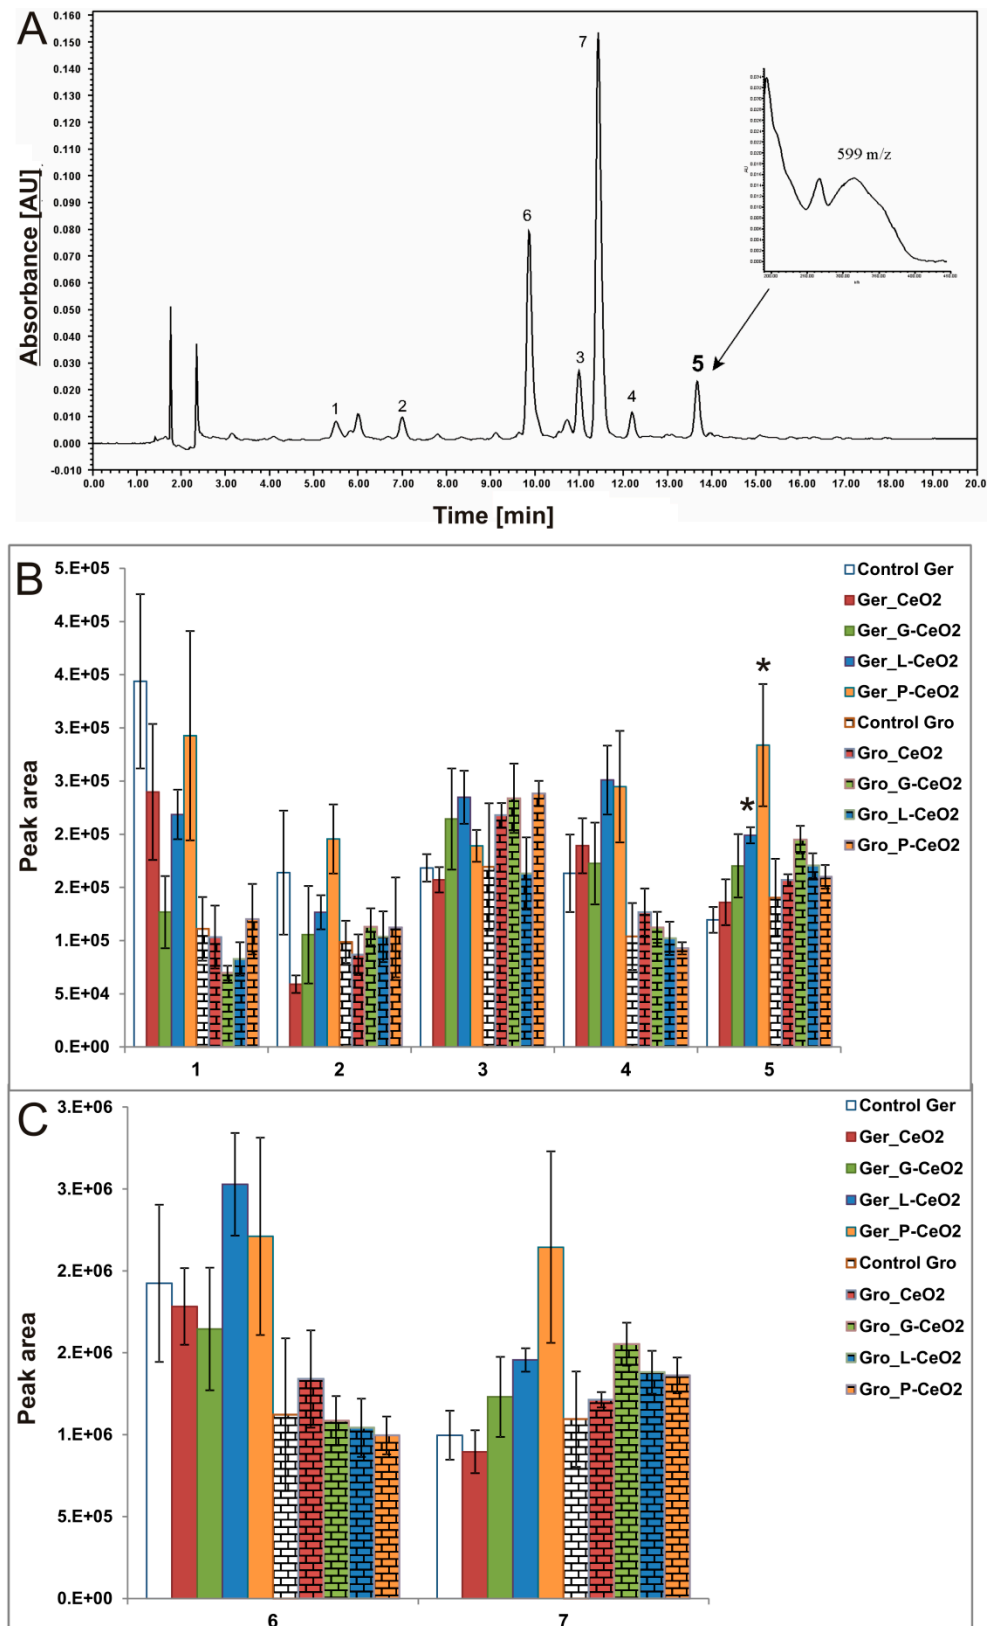 A
0.160
0.150
0.140
0.130
0.120
0.110
0.100
0.090
0.080
0.070
0.060
0.050
0.040
0.030
0.020
0.010
0.000
-0.010
Absorbance [AU]
1
2
6
3
7
4
5
599 m/z
0.00 1.00 2.00 3.00 4.00 5.00 6.00 7.00 8.00 9.00 10.00 11.00 12.00 13.00 14.00 15.00 16.00 17.00 18.00 19.00 20.0
Time [min]
B
5.E+05
4.E+05
4.E+05
3.E+05
3.E+05
2.E+05
2.E+05
1.E+05
1.E+05
5.E+04
0.E+00
Peak area
* *
1 2 3 4 5
Control Ger
Ger_CeO2
Ger_G-CeO2
Ger_L-CeO2
Ger_P-CeO2
Control Gro
Gro_CeO2
Gro_G-CeO2
Gro_L-CeO2
Gro_P-CeO2
C
3.E+06
3.E+06
2.E+06
2.E+06
1.E+06
5.E+05
0.E+00
Peak area
6 7
Control Ger
Ger_CeO2
Ger_G-CeO2
Ger_L-CeO2
Ger_P-CeO2
Control Gro
Gro_CeO2
Gro_G-CeO2
Gro_L-CeO2
Gro_P-CeO2